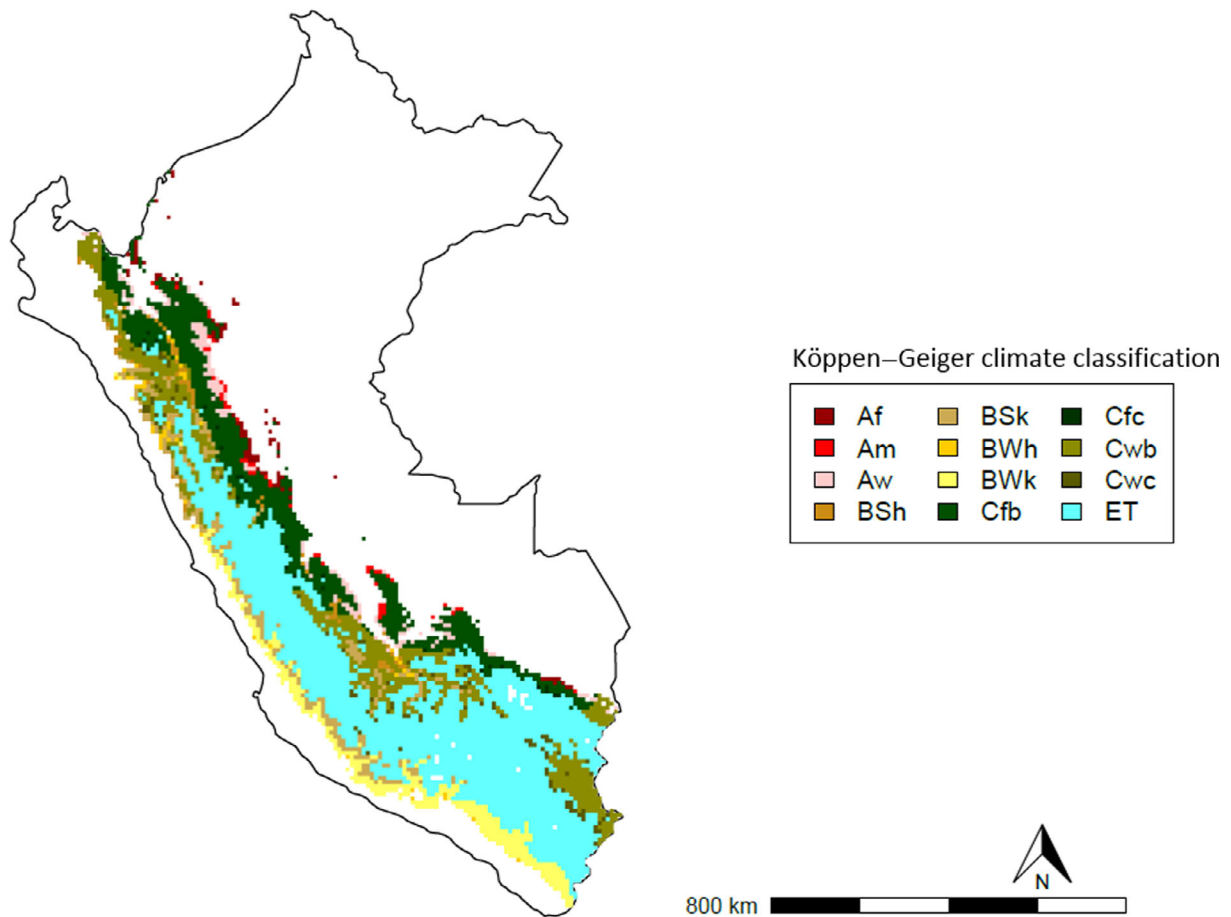 Köppen–Geiger climate classification
Af BSk Cfc
Am BWh Cwb
Aw BWk Cwc
BSh Cfb ET
N
800 km